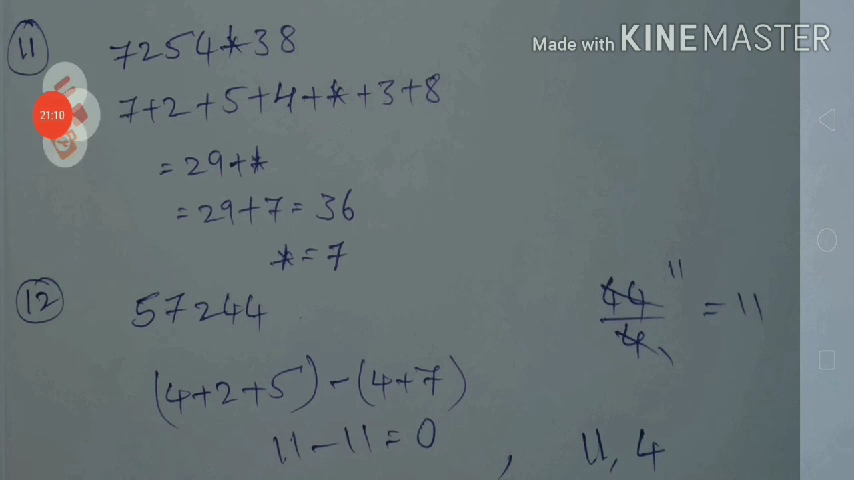 Made with KINEMASTER
21:10
11 7254*38
7+2+5+4+*+3+8
= 29+*
= 29+7 = 36
* = 7
12 57244
44/4 11 = 11
(4+2+5) - (4+7)
11 - 11 = 0 , 11, 4